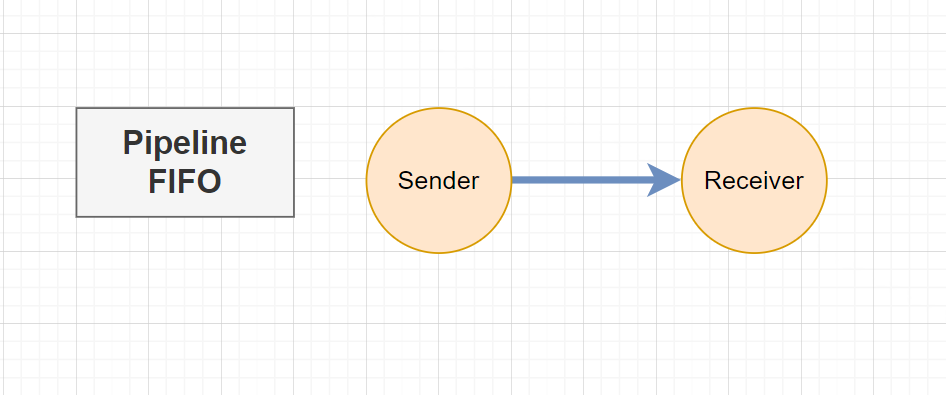 Pipeline
FIFO
Sender
Receiver